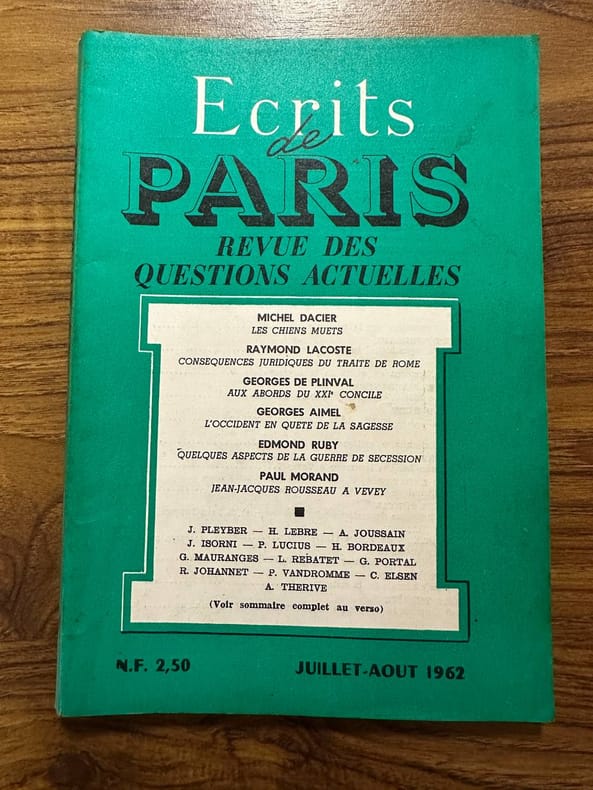 Ecrits
de
PARIS
REVUE DES
QUESTIONS ACTUELLES
MICHEL DACIER
LES CHIENS MUETS
RAYMOND LACOSTE
CONSEQUENCES JURIDIQUES DU TRAITE DE ROME
GEORGES DE PLINVAL
AUX ABORDS DU XXIe CONCILE
GEORGES AIMEL
L'OCCIDENT EN QUETE DE LA SAGESSE
EDMOND RUBY
QUELQUES ASPECTS DE LA GUERRE DE SECESSION
PAUL MORAND
JEAN-JACQUES ROUSSEAU A VEVEY
J. PLEYBER — H. LEBRE — A. JOUSSAIN
J. ISORNI — P. LUCIUS — H. BORDEAUX
G. MAURANGES — L. REBATET — G. PORTAL
R. JOHANNET — P. VANDROMME — C. ELSEN
A. THERIVE
(Voir sommaire complet au verso)
N.F. 2,50 JUILLET-AOUT 1962